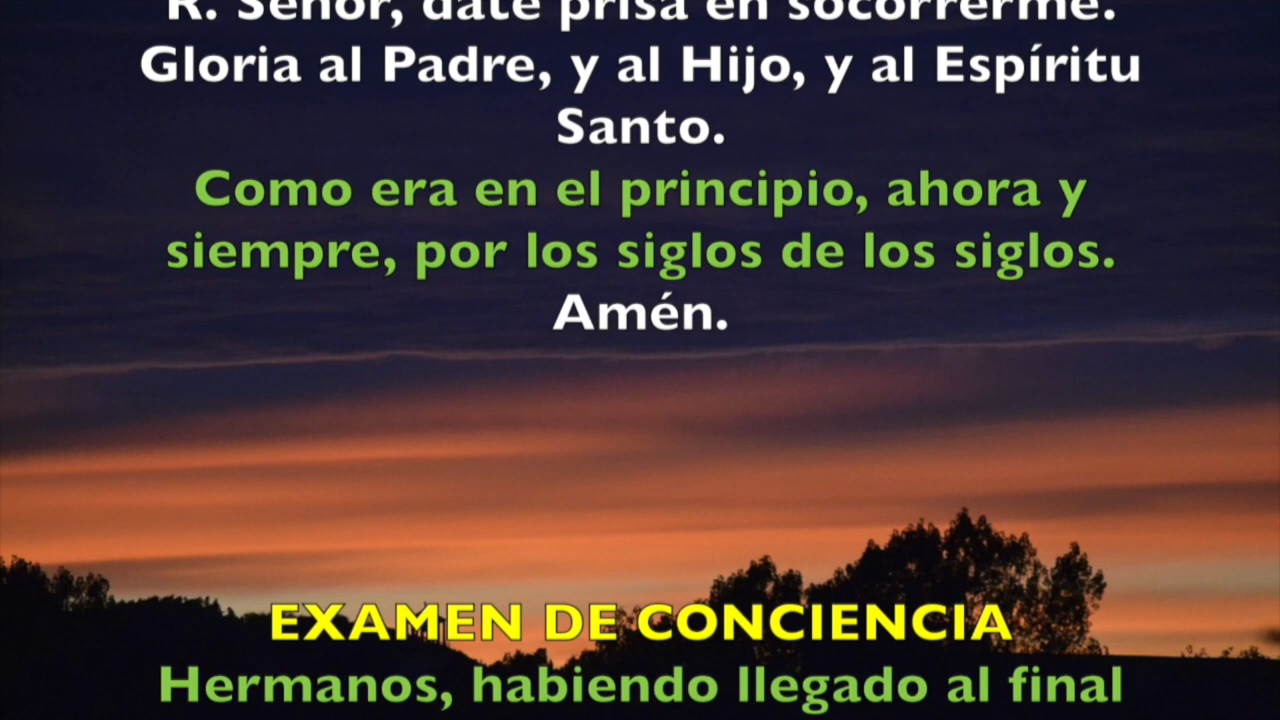 R. Señor, date prisa en socorrerme.
Gloria al Padre, y al Hijo, y al Espíritu
Santo.
Como era en el principio, ahora y
siempre, por los siglos de los siglos.
Amén.
EXAMEN DE CONCIENCIA
Hermanos, habiendo llegado al final